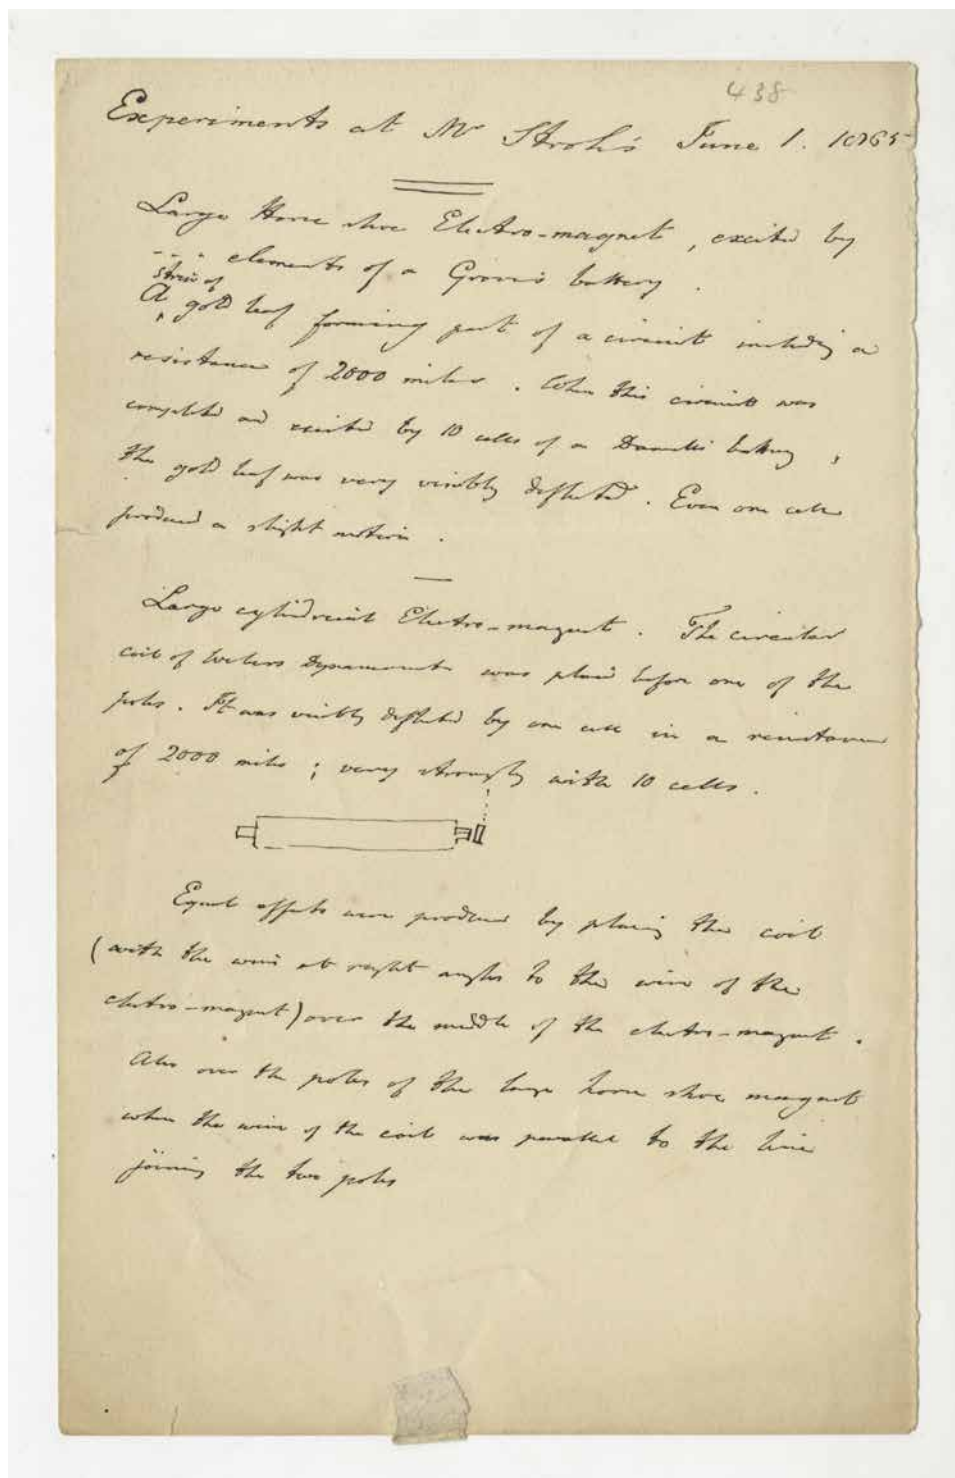 438
Experiments at Mr Stroh's June 1. 1865
Large Horse shoe Electro-magnet, excited by
... elements of a Grove's battery.
strip of
A gold leaf forming part of a circuit including a
resistance of 2000 miles. When this circuit was
completed and excited by 10 cells of a Daniell's battery,
the gold leaf was very visibly deflected. Even one cell
produced a slight motion.
Large cylindrical Electro-magnet. The circular
coil of Webers Dynamometer was placed before one of the
poles. It was visibly deflected by one cell in a resistance
of 2000 miles; very strongly with 10 cells.
Equal effects were produced by placing the coil
(with the wire at right angles to the wire of the
electro-magnet) over the middle of the electro-magnet.
Also over the poles of the large horse shoe magnet
when the wire of the coil was parallel to the line
joining the two poles